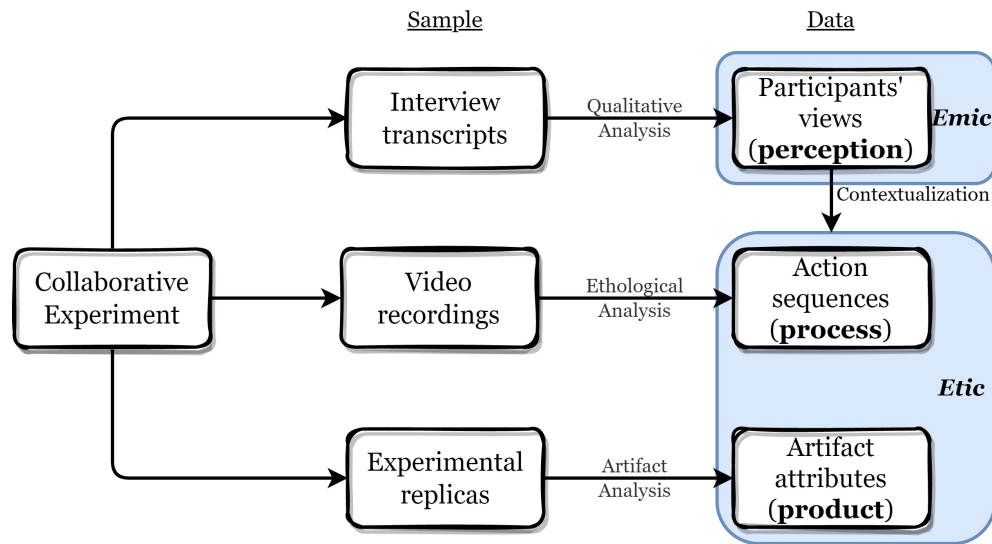 Sample
Data
Interview
transcripts
Qualitative
Analysis
Participants'
views
(perception)
Emic
Contextualization
Collaborative
Experiment
Video
recordings
Ethological
Analysis
Action
sequences
(process)
Etic
Experimental
replicas
Artifact
Analysis
Artifact
attributes
(product)